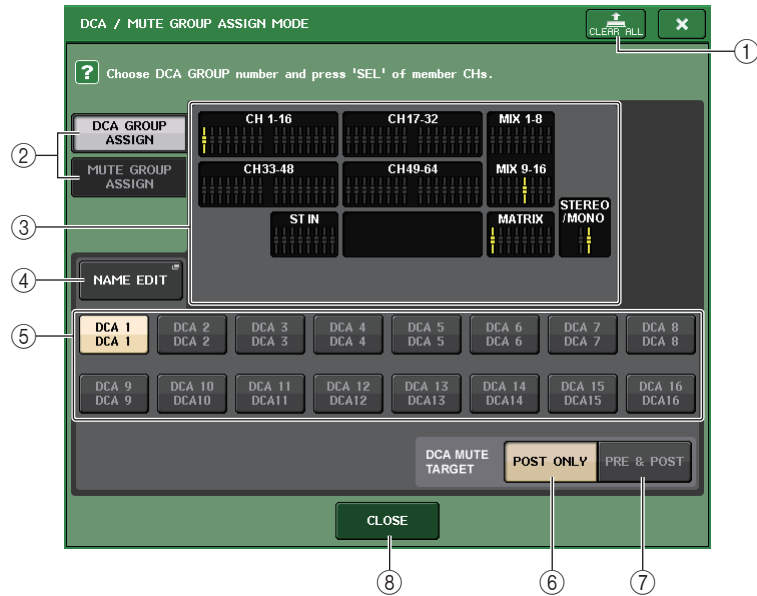 DCA / MUTE GROUP ASSIGN MODE
CLEAR ALL
①
? Choose DCA GROUP number and press 'SEL' of member CHs.
②
DCA GROUP
ASSIGN
MUTE GROUP
ASSIGN
③
CH 1-16
CH17-32
MIX 1-8
CH33-48
CH49-64
MIX 9-16
ST IN
MATRIX
STEREO
/MONO
④
NAME EDIT
⑤
DCA 1 DCA 2 DCA 3 DCA 4 DCA 5 DCA 6 DCA 7 DCA 8
DCA 1 DCA 2 DCA 3 DCA 4 DCA 5 DCA 6 DCA 7 DCA 8
DCA 9 DCA 10 DCA 11 DCA 12 DCA 13 DCA 14 DCA 15 DCA 16
DCA 9 DCA10 DCA11 DCA12 DCA13 DCA14 DCA15 DCA16
DCA MUTE
TARGET
POST ONLY
PRE & POST
CLOSE
⑧
⑥
⑦